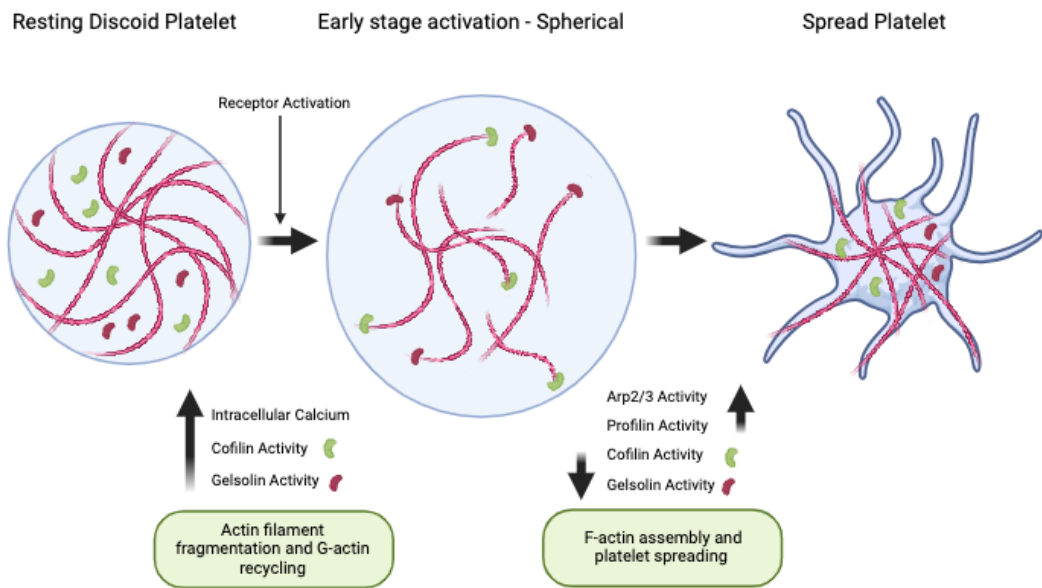 Resting Discoid Platelet
Early stage activation - Spherical
Spread Platelet
Receptor Activation
Intracellular Calcium
Cofilin Activity
Gelsolin Activity
Actin filament
fragmentation and G-actin
recycling
Arp2/3 Activity
Profilin Activity
Cofilin Activity
Gelsolin Activity
F-actin assembly and
platelet spreading